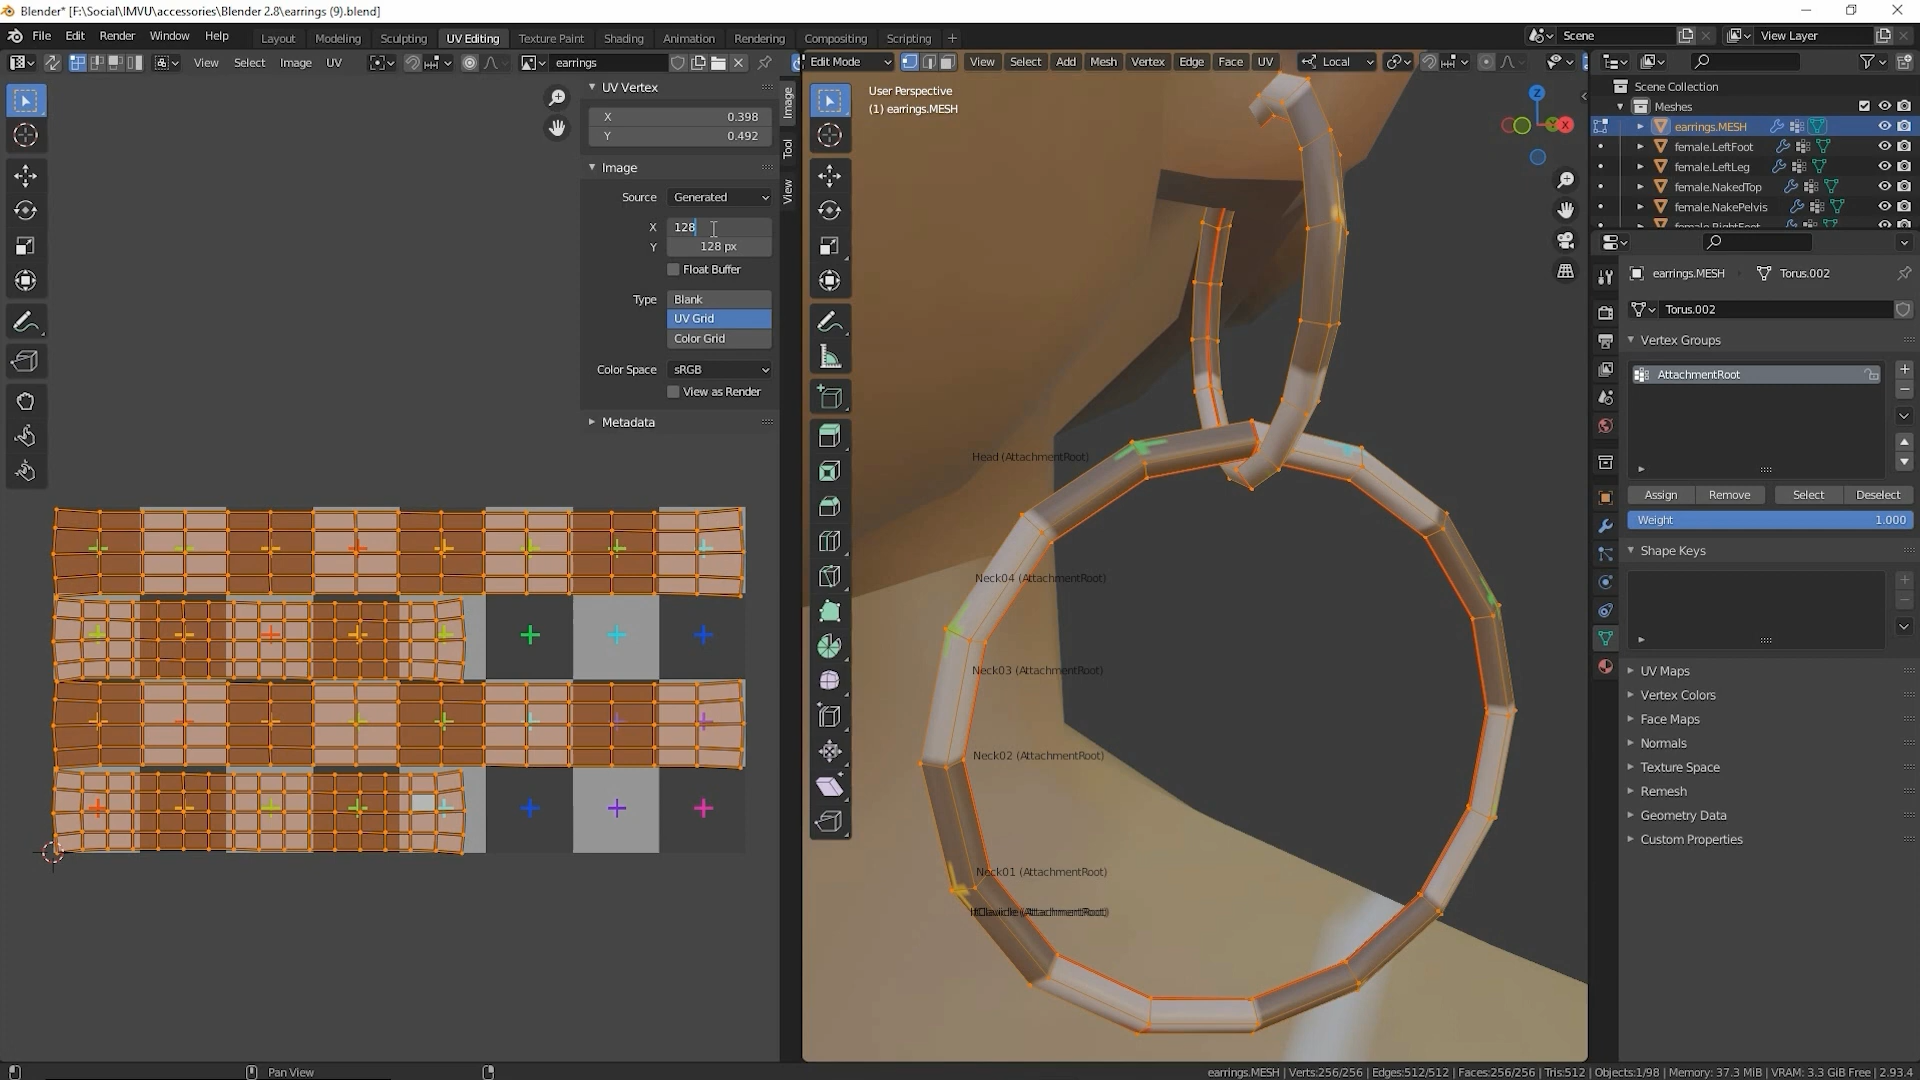 Blender* [F:\Social\IMVU\accessories\Blender 2.8\earrings (9).blend]
File Edit Render Window Help
Layout Modeling Sculpting UV Editing Texture Paint Shading Animation Rendering Compositing Scripting
Scene
View Layer
View Select Image UV
earrings
Edit Mode
View Select Add Mesh Vertex Edge Face UV
Local
UV Vertex
X 0.398
Y 0.492
Image
Source Generated
X 128
Y 128 px
Float Buffer
Type Blank
UV Grid
Color Grid
Color Space sRGB
View as Render
Metadata
Image
Tool
View
User Perspective
(1) earrings.MESH
Z
X
Head (AttachmentRoot)
Neck04 (AttachmentRoot)
Neck03 (AttachmentRoot)
Neck02 (AttachmentRoot)
Neck01 (AttachmentRoot)
Scene Collection
Meshes
earrings.MESH
female.LeftFoot
female.LeftLeg
female.NakedTop
female.NakePelvis
female.RightFoot
earrings.MESH
Torus.002
Torus.002
Vertex Groups
AttachmentRoot
Assign Remove Select Deselect
Weight 1.000
Shape Keys
UV Maps
Vertex Colors
Face Maps
Normals
Texture Space
Remesh
Geometry Data
Custom Properties
Pan View
earrings.MESH | Verts:256/256 | Edges:512/512 | Faces:256/256 | Tris:512 | Objects:1/98 | Memory: 37.3 MiB | VRAM: 3.3 GiB Free | 2.93.4